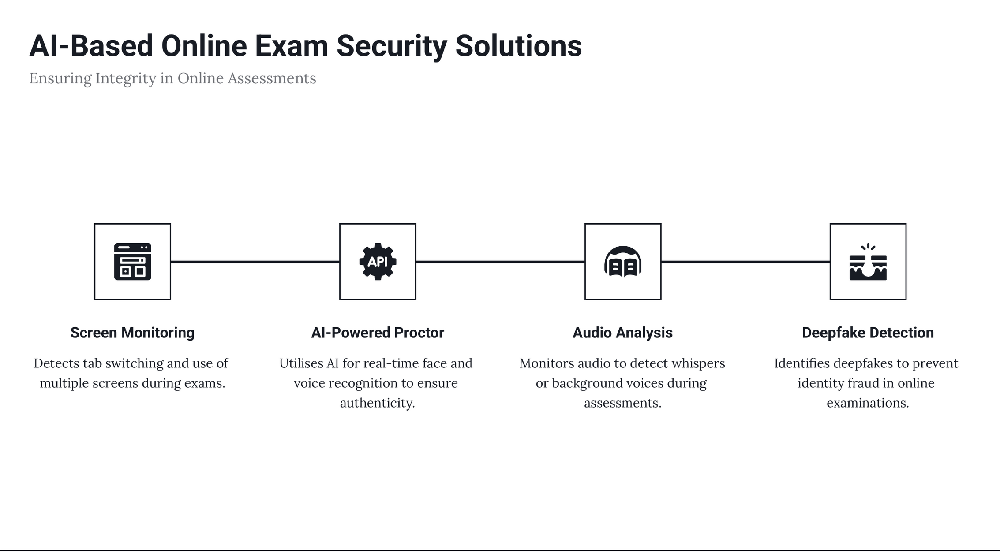 AI-Based Online Exam Security Solutions
Ensuring Integrity in Online Assessments
API
Screen Monitoring
Detects tab switching and use of
multiple screens during exams.
AI-Powered Proctor
Utilises AI for real-time face and
voice recognition to ensure
authenticity.
Audio Analysis
Monitors audio to detect whispers
or background voices during
assessments.
Deepfake Detection
Identifies deepfakes to prevent
identity fraud in online
examinations.